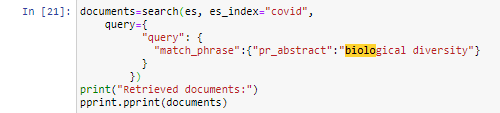 In [21]: documents=search(es, es_index="covid",
query={
"query": {
"match_phrase":{"pr_abstract":"biological diversity"}
}
})
print("Retrieved documents:")
pprint.pprint(documents)